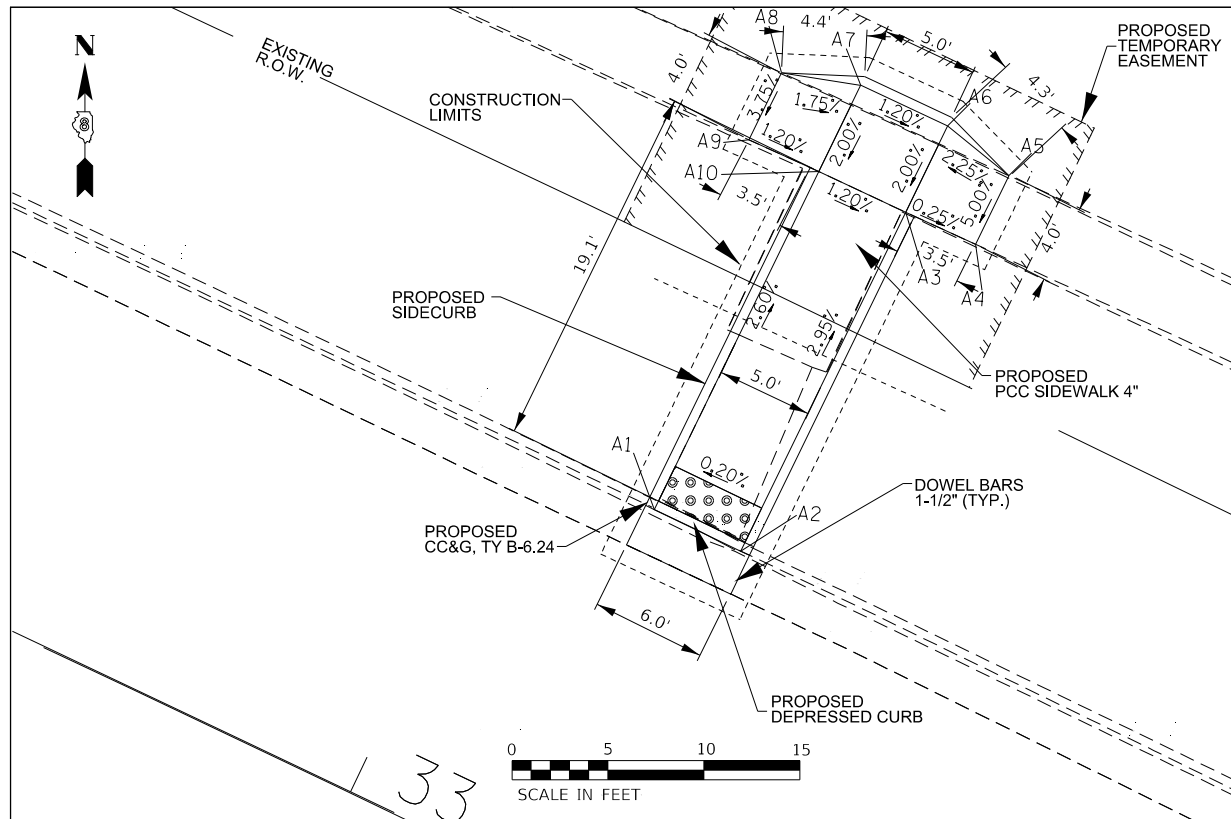 A8
4.4'
A7
5.0'
PROPOSED
TEMPORARY
EASEMENT
N
EXISTING
R.O.W.
4.0'
A6
4.3'
CONSTRUCTION
LIMITS
3.75%
1.75%
1.20%
A5
A9
1.20%
2.00%
2.00%
2.25%
A10
5.00%
3.5'
1.20%
0.25%
4.0'
3.5'
A3
A4
19.1'
PROPOSED
SIDECURB
2.60%
2.95%
5.0'
PROPOSED
PCC SIDEWALK 4"
A1
0.20%
DOWEL BARS
1-1/2" (TYP.)
A2
PROPOSED
CC&G, TY B-6.24
6.0'
PROPOSED
DEPRESSED CURB
0 5 10 15
SCALE IN FEET
33